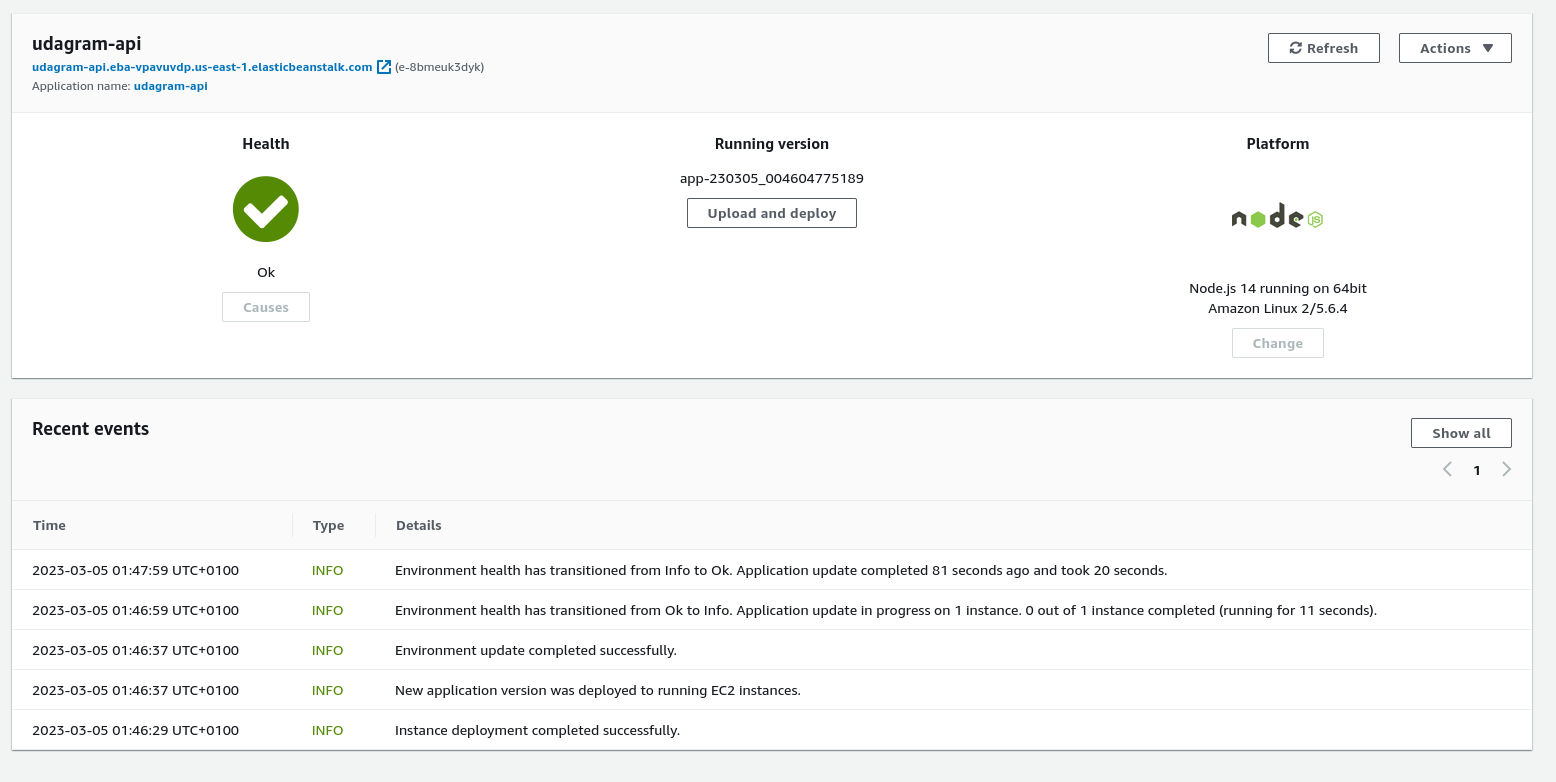 udagram-api
udagram-api.eba-vpavuvdp.us-east-1.elasticbeanstalk.com (e-8bmeuk3dyk)
Application name: udagram-api
Refresh
Actions
Health
Ok
Causes
Running version
app-230305_004604775189
Upload and deploy
Platform
node JS
Node.js 14 running on 64bit
Amazon Linux 2/5.6.4
Change
Recent events
Show all
1
Time Type Details
2023-03-05 01:47:59 UTC+0100 INFO Environment health has transitioned from Info to Ok. Application update completed 81 seconds ago and took 20 seconds.
2023-03-05 01:46:59 UTC+0100 INFO Environment health has transitioned from Ok to Info. Application update in progress on 1 instance. 0 out of 1 instance completed (running for 11 seconds).
2023-03-05 01:46:37 UTC+0100 INFO Environment update completed successfully.
2023-03-05 01:46:37 UTC+0100 INFO New application version was deployed to running EC2 instances.
2023-03-05 01:46:29 UTC+0100 INFO Instance deployment completed successfully.